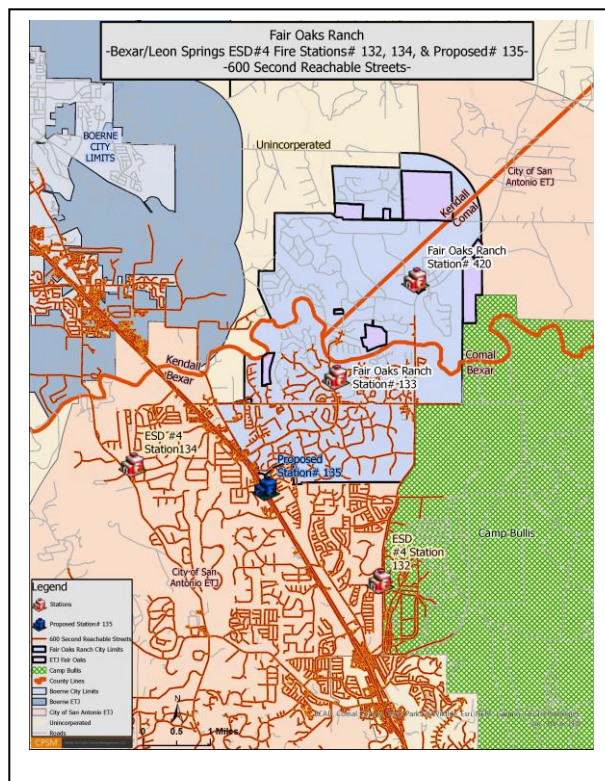 Fair Oaks Ranch
-Bexar/Leon Springs ESD#4 Fire Stations# 132, 134, & Proposed# 135-
-600 Second Reachable Streets-
BOERNE
CITY
LIMITS
Unincorporated
City of San
Antonio ETJ
Kendall
Comal
Fair Oaks Ranch
Station# 420
Kendall
Bexar
Comal
Bexar
Fair Oaks Ranch
Station# 133
ESD #4
Station134
Proposed
Station# 135
Camp Bullis
ESD
#4 Station
132
City of San
Antonio ETJ
Legend
Stations
Proposed Station# 135
600 Second Reachable Streets
Fair Oaks Ranch City Limits
ETJ Fair Oaks
Camp Bullis
County Lines
Boerne City Limits
Boerne ETJ
City of San Antonio ETJ
Unincorporated
Roads
N
0 0.5 1 Miles
CPSM